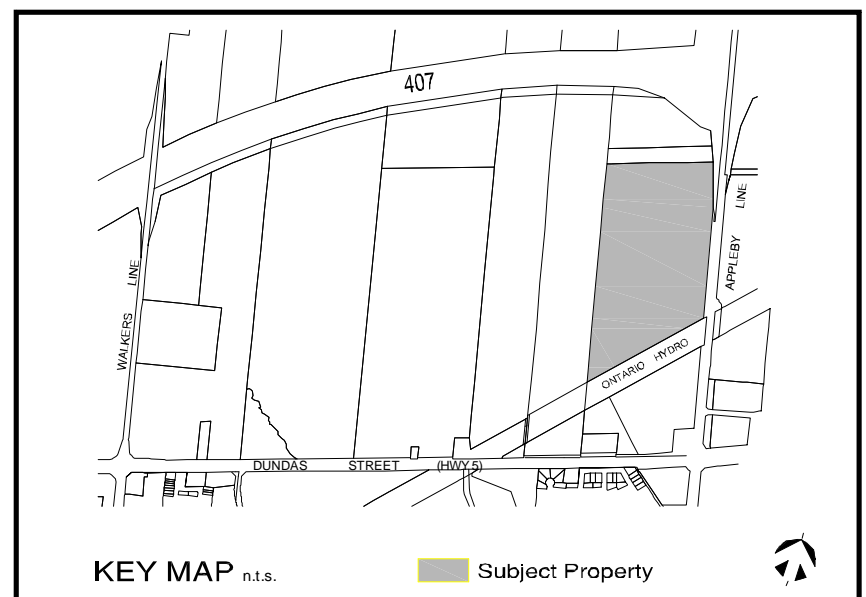 407
WALKERS LINE
APPLEBY LINE
ONTARIO HYDRO
DUNDAS STREET (HWY 5)
KEY MAP n.t.s.
Subject Property